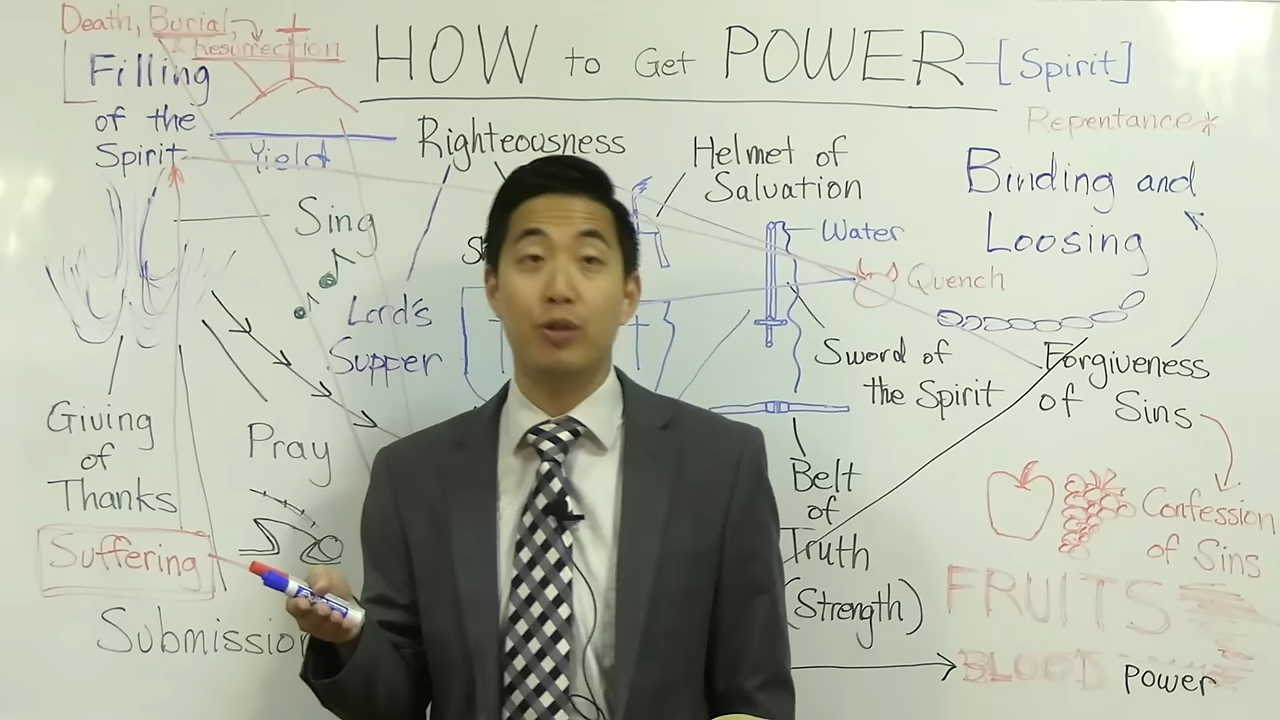 Death, Burial,
& Resurrection
HOW to Get POWER-[Spirit]
Filling
of the
Spirit
Yield
Righteousness
Helmet of
Salvation
Repentance*
Binding and
Loosing
Sing
Water
Quench
Lord's
Supper
Sword of
the Spirit
Forgiveness
of Sins
Giving
of
Thanks
Pray
Belt
of
Truth
(Strength)
Confession
of Sins
Suffering
Submission
FRUITS
BLOOD Power